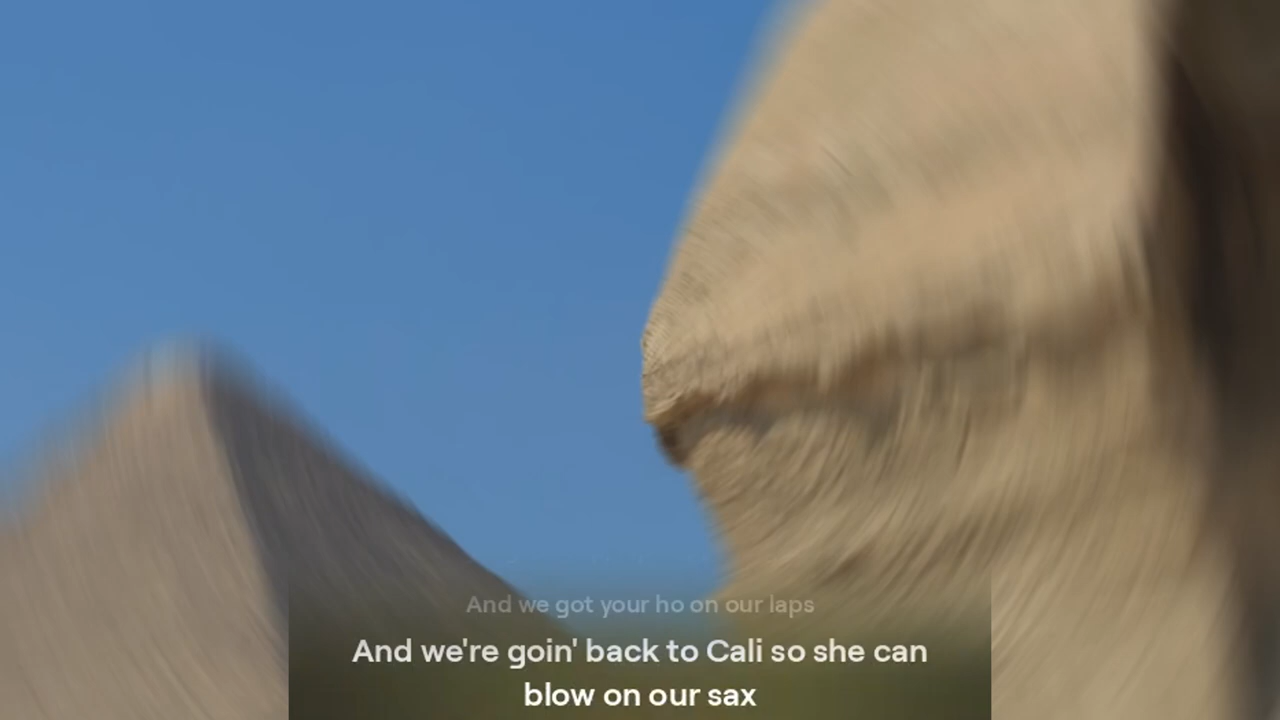 And we got your ho on our laps
And we're goin' back to Cali so she can
blow on our sax